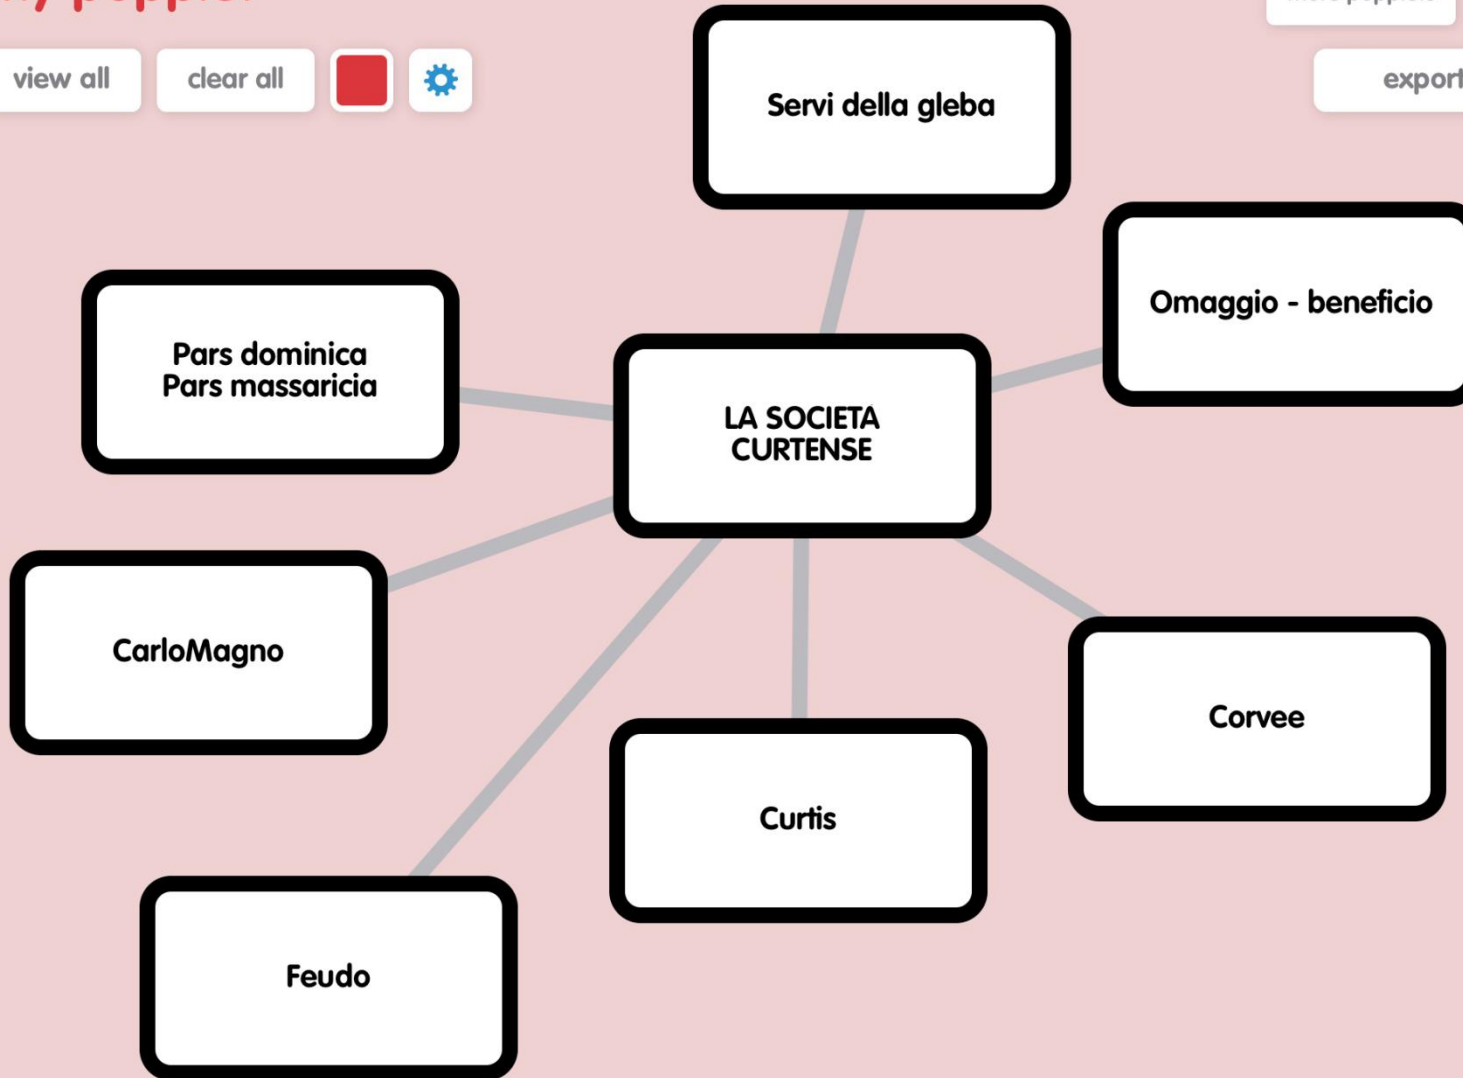 view all
clear all
export
Servi della gleba
Omaggio - beneficio
Pars dominica
Pars massaricia
LA SOCIETÁ
CURTENSE
CarloMagno
Corvee
Curtis
Feudo